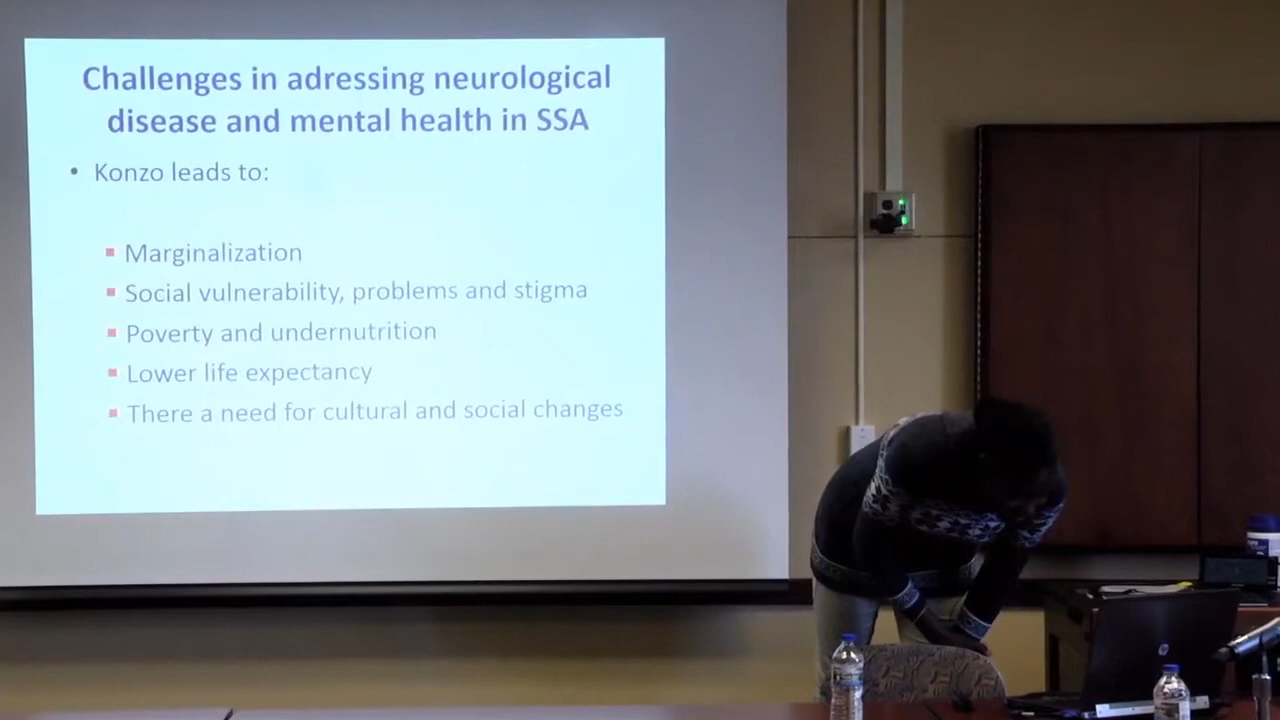 Challenges in adressing neurological
disease and mental health in SSA
• Konzo leads to:
▪ Marginalization
▪ Social vulnerability, problems and stigma
▪ Poverty and undernutrition
▪ Lower life expectancy
▪ There a need for cultural and social changes